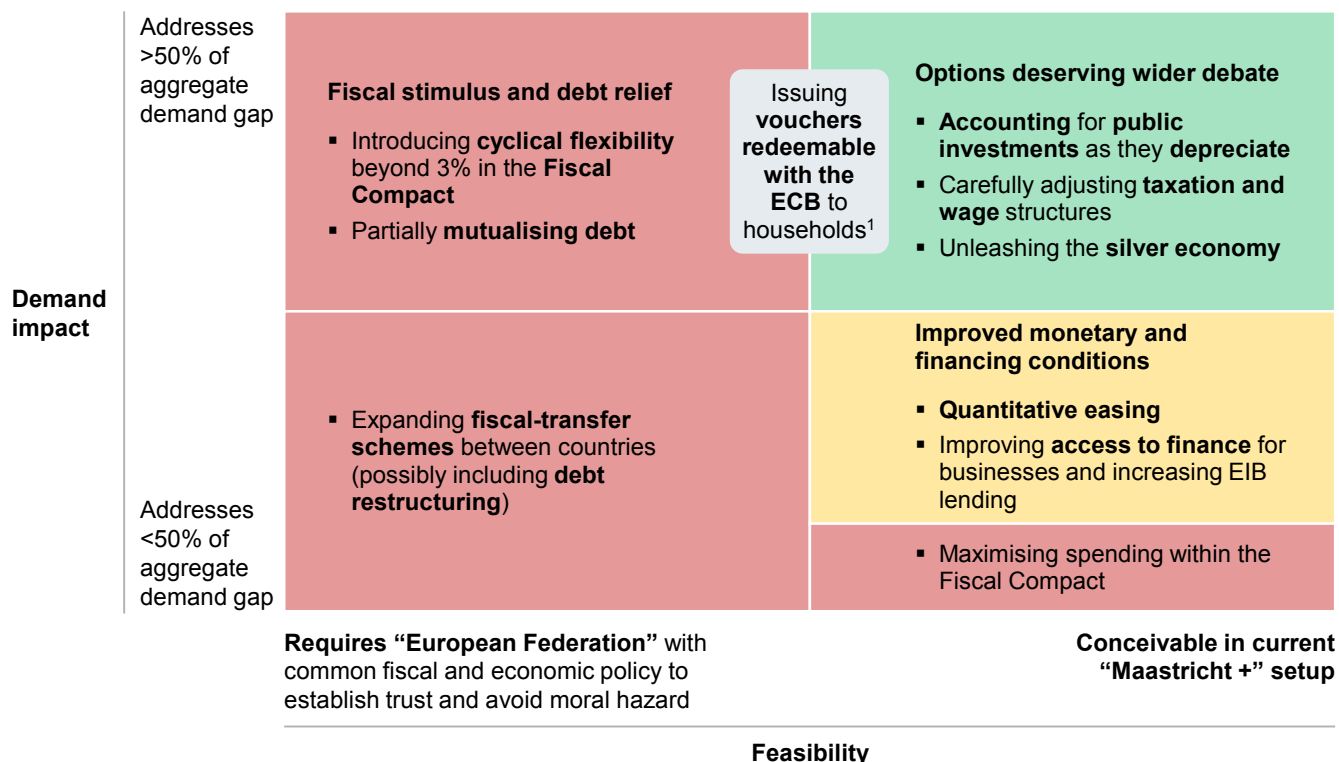 Addresses
>50% of
aggregate
demand gap
Demand
impact
Addresses
<50% of
aggregate
demand gap
Fiscal stimulus and debt relief
▪ Introducing cyclical flexibility
beyond 3% in the Fiscal
Compact
▪ Partially mutualising debt
Issuing
vouchers
redeemable
with the
ECB to
households¹
Options deserving wider debate
▪ Accounting for public
investments as they depreciate
▪ Carefully adjusting taxation and
wage structures
▪ Unleashing the silver economy
▪ Expanding fiscal-transfer
schemes between countries
(possibly including debt
restructuring)
Improved monetary and
financing conditions
▪ Quantitative easing
▪ Improving access to finance for
businesses and increasing EIB
lending
▪ Maximising spending within the
Fiscal Compact
Requires “European Federation” with
common fiscal and economic policy to
establish trust and avoid moral hazard
Conceivable in current
“Maastricht +” setup
Feasibility